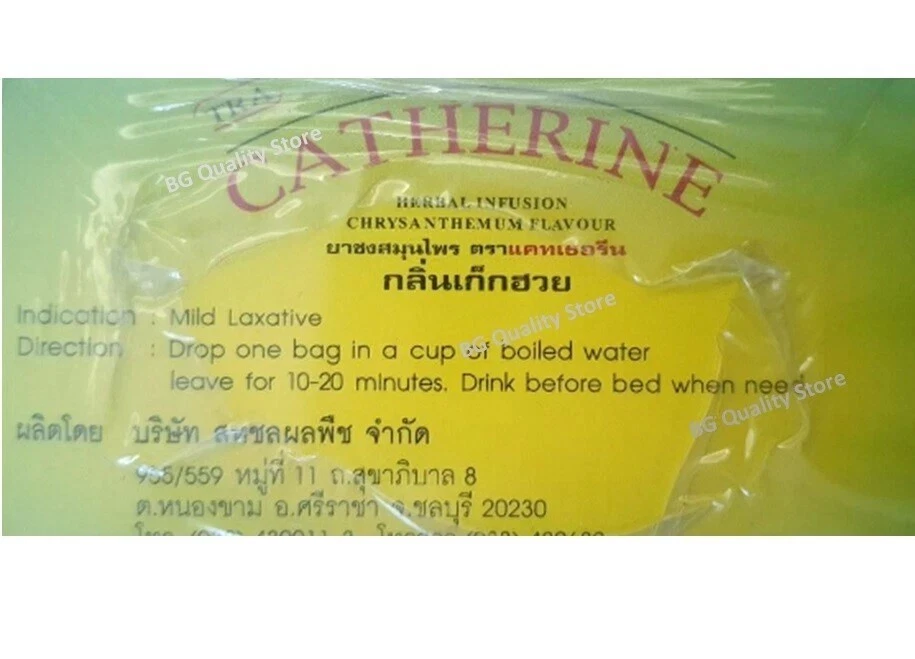 TRA
CATHERINE
HERBAL INFUSION
CHRYSANTHEMUM FLAVOUR
ยาชงสมุนไพร ตราแคทเธอรีน
กลิ่นเก็กฮวย
Indication : Mild Laxative
Direction : Drop one bag in a cup of boiled water
leave for 10-20 minutes. Drink before bed when need
ผลิตโดย บริษัท สหชลผลพืช จำกัด
955/559 หมู่ที่ 11 ถ.สุขาภิบาล 8
ต.หนองขาม อ.ศรีราชา จ.ชลบุรี 20230
BG Quality Store
BG Quality Store
BG Quality Store